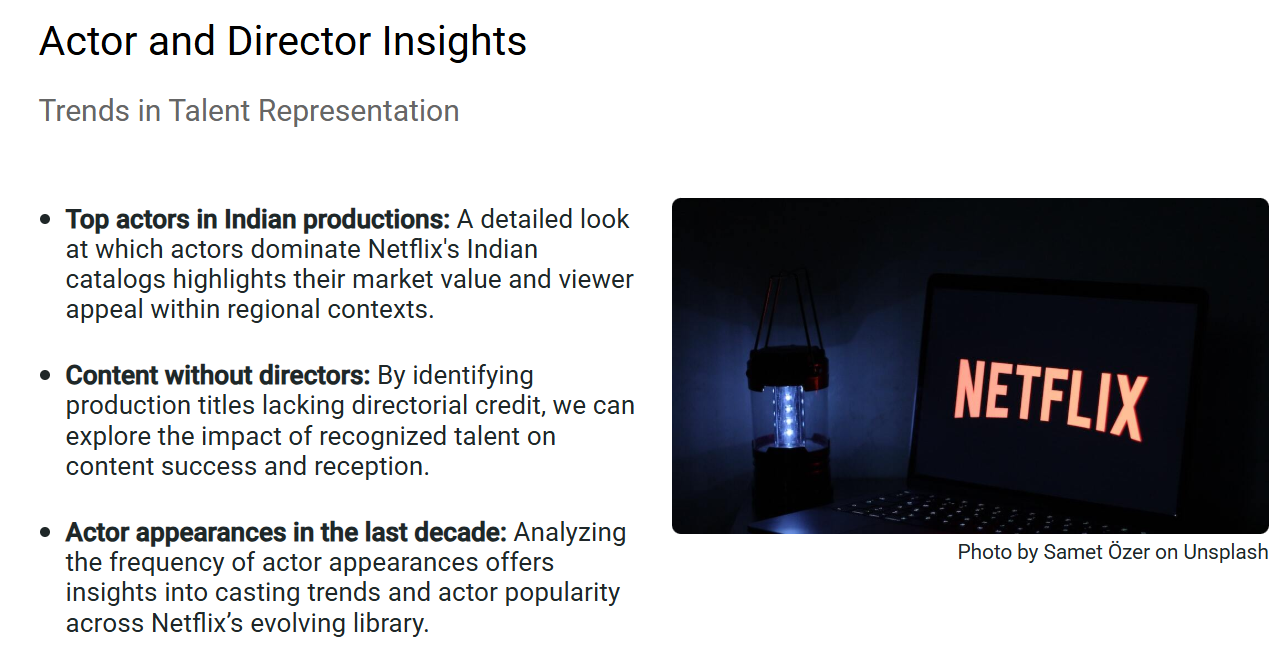 Actor and Director Insights
Trends in Talent Representation
• Top actors in Indian productions: A detailed look
at which actors dominate Netflix's Indian
catalogs highlights their market value and viewer
appeal within regional contexts.
• Content without directors: By identifying
production titles lacking directorial credit, we can
explore the impact of recognized talent on
content success and reception.
• Actor appearances in the last decade: Analyzing
the frequency of actor appearances offers
insights into casting trends and actor popularity
across Netflix’s evolving library.
NETFLIX
Photo by Samet Özer on Unsplash